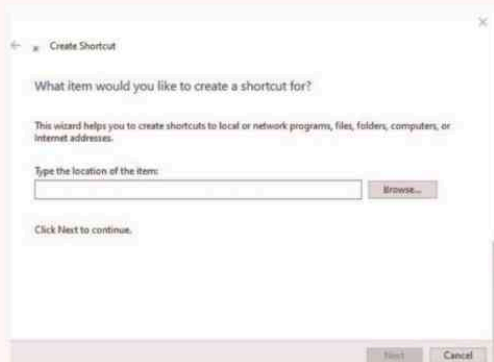 Create Shortcut
What item would you like to create a shortcut for?
This wizard helps you to create shortcuts to local or network programs, files, folders, computers, or
Internet addresses.
Type the location of the item:
Browse...
Click Next to continue.
Next Cancel